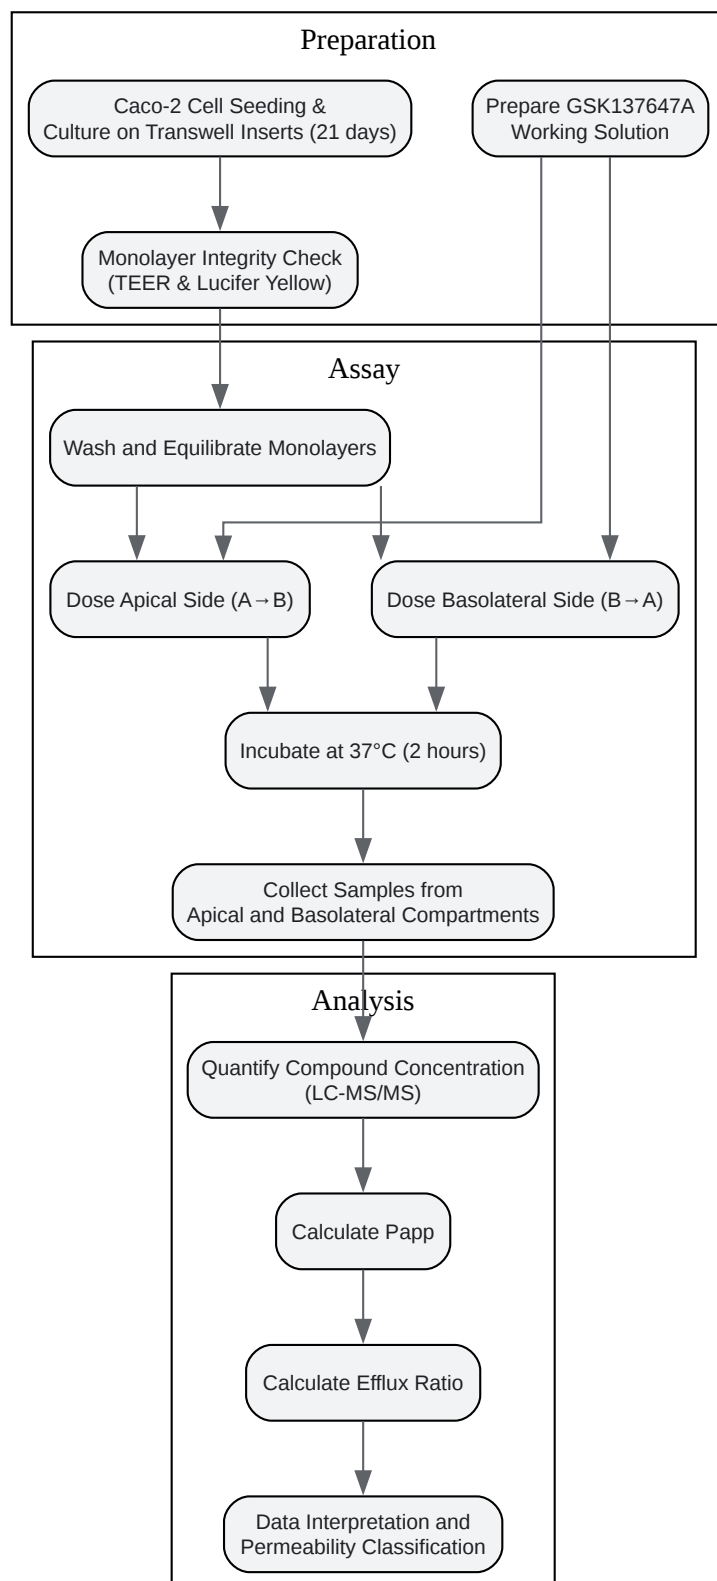 Preparation
Caco-2 Cell Seeding &
Culture on Transwell Inserts (21 days)
Prepare GSK137647A
Working Solution
Monolayer Integrity Check
(TEER & Lucifer Yellow)
Assay
Wash and Equilibrate Monolayers
Dose Apical Side (A→B)
Dose Basolateral Side (B→A)
Incubate at 37°C (2 hours)
Collect Samples from
Apical and Basolateral Compartments
Analysis
Quantify Compound Concentration
(LC-MS/MS)
Calculate Papp
Calculate Efflux Ratio
Data Interpretation and
Permeability Classification